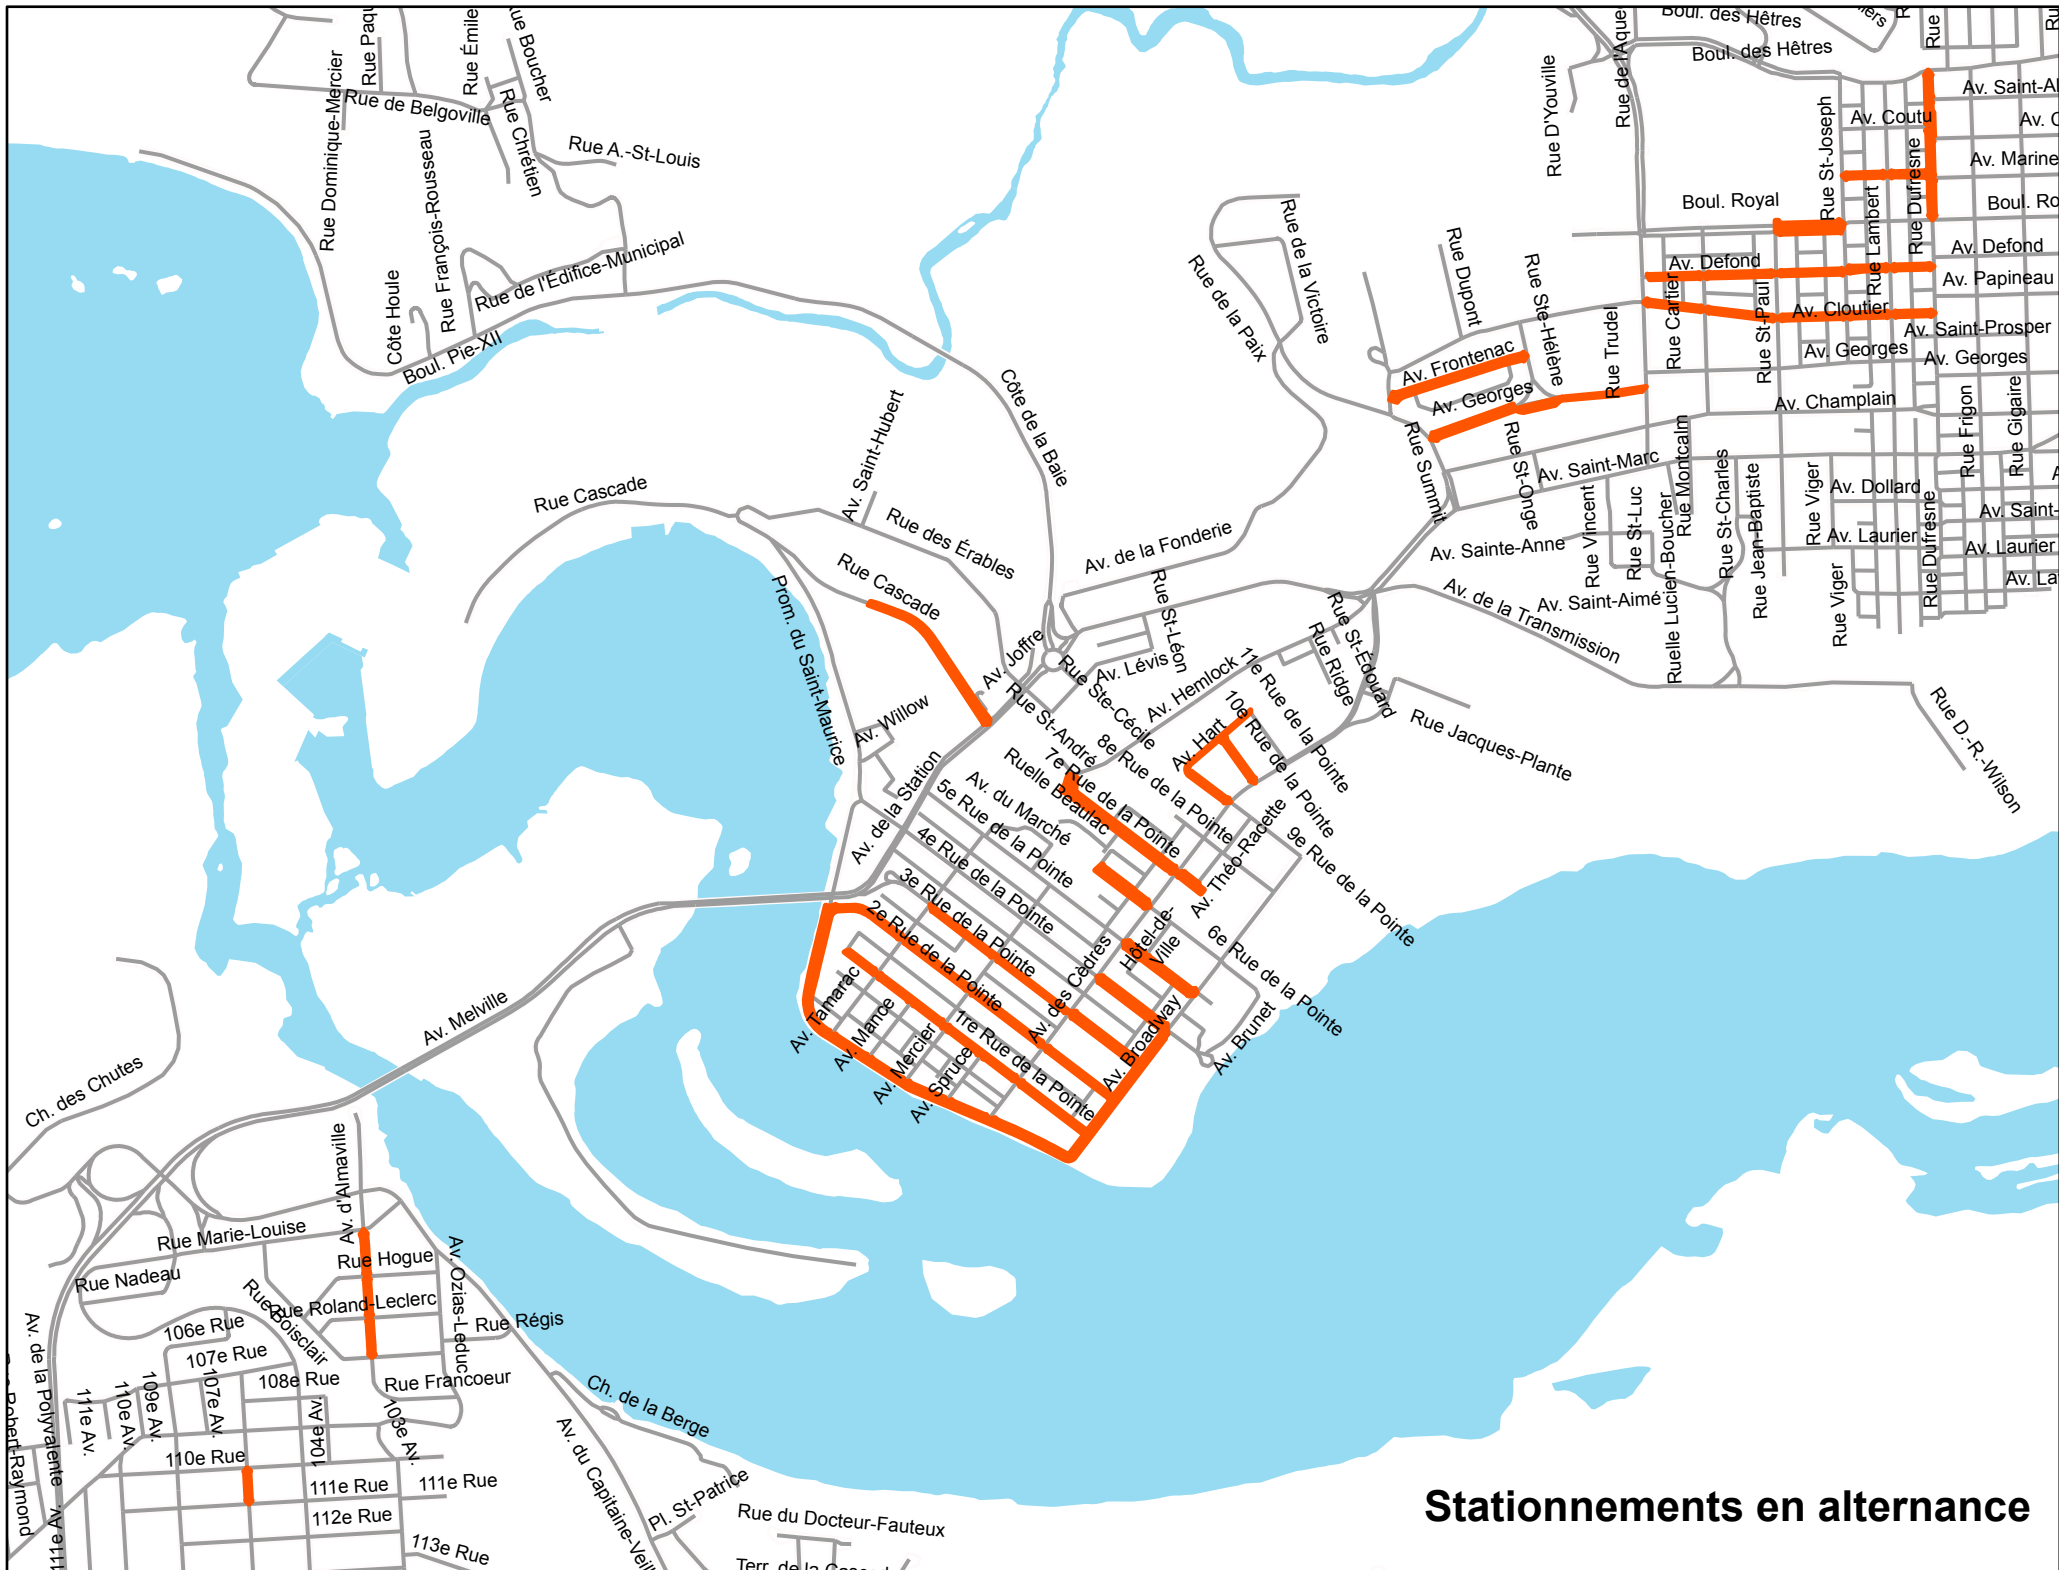 Boul. des Hêtres
Boul. des Hêtres
Rue Dominique-Mercier
Rue Émile
Rue Boucher
Rue de Belgoville
Rue Chrétien
Rue A.-St-Louis
Rue François-Rousseau
Rue de l'Édifice-Municipal
Côte Houle
Boul. Pie-XII
Rue D'Youville
Rue St-Joseph
Av. Coutu
Av. Marine
Boul. Royal
Rue Dufresne
Rue Lambert
Av. Defond
Av. Defond
Av. Papineau
Rue Cartier
Rue St-Paul
Av. Cloutier
Av. Saint-Prosper
Av. Georges
Av. Georges
Av. Champlain
Rue Frigon
Rue Gigaire
Rue de la Victoire
Rue de la Paix
Rue Dupont
Rue Ste-Hélène
Rue Trudel
Av. Frontenac
Av. Georges
Rue Summit
Rue St-Onge
Av. Saint-Marc
Rue Montcalm
Rue St-Charles
Rue Jean-Baptiste
Rue Viger
Av. Dollard
Av. Laurier
Av. Laurier
Rue Dufresne
Rue Viger
Rue Vincent
Rue St-Luc
Ruelle Lucien-Boucher
Av. Sainte-Anne
Av. Saint-Aimé
Av. de la Transmission
Rue D.-R.-Wilson
Côte de la Baie
Av. Saint-Hubert
Rue Cascade
Rue des Érables
Rue Cascade
Av. de la Fonderie
Rue St-Léon
Prom. du Saint-Maurice
Av. Joffre
Av. Lévis
Rue Ste-Cécile
Rue St-André
Av. Hemlock
11e Rue de la Pointe
Rue Ridge
Rue St-Édouard
Rue Jacques-Plante
Av. Willow
Av. de la Station
Av. Hart
10e Rue de la Pointe
8e Rue de la Pointe
7e Rue de la Pointe
Ruelle Beaulac
Av. du Marché
5e Rue de la Pointe
4e Rue de la Pointe
3e Rue de la Pointe
2e Rue de la Pointe
1re Rue de la Pointe
Av. Théo-Racette
9e Rue de la Pointe
6e Rue de la Pointe
Hôtel-de-
Ville
Av. des Cèdres
Av. Broadway
Av. Brunet
Av. Tamarac
Av. Mance
Av. Mercier
Av. Spruce
Av. Melville
Ch. des Chutes
Av. d'Almaville
Rue Marie-Louise
Rue Hogue
Rue Nadeau
Rue Boisclair
Rue Roland-Leclerc
Av. Ozias-Leduc
Rue Régis
106e Rue
107e Rue
108e Rue
Rue Francoeur
Av. de la Polyvalente
111e Av.
110e Av.
109e Av.
107e Av.
104e Av.
103e Av.
110e Rue
111e Rue
111e Rue
112e Rue
113e Rue
111e Av.
Ch. de la Berge
Pl. St-Patrice
Rue du Docteur-Fauteux
Stationnements en alternance